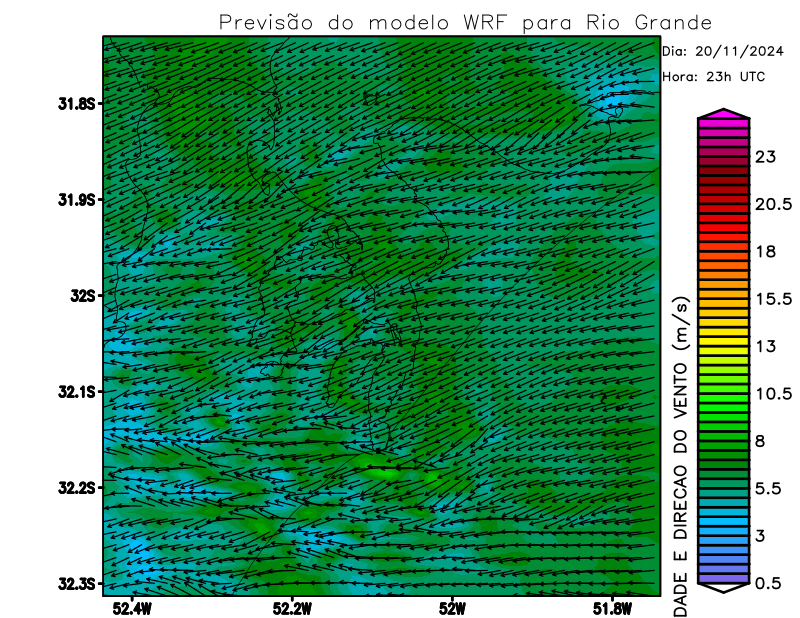 Previsão do modelo WRF para Rio Grande
Dia: 20/11/2024
Hora: 23h UTC
31.8S
31.9S
32S
32.1S
32.2S
32.3S
52.4W
52.2W
52W
51.8W
DADE E DIRECAO DO VENTO (m/s)
23
20.5
18
15.5
13
10.5
8
5.5
3
0.5